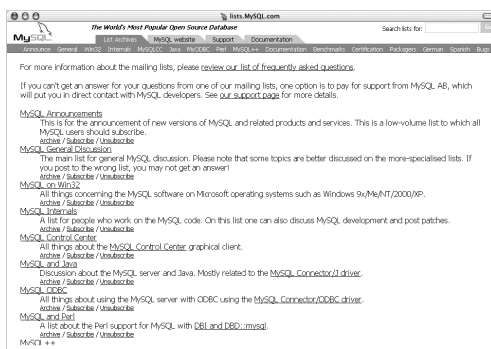 lists.MySQL.com
The World's Most Popular Open Source Database
Search lists for:
MySQL
List Archives MySQL website Support Documentation
Announce General Win32 Internals MySQLCC Java MyODBC Perl MySQL++ Documentation Benchmarks Certification Packagers German Spanish Bugs
For more information about the mailing lists, please review our list of frequently asked questions.
If you can't get an answer for your questions from one of our mailing lists, one option is to pay for support from MySQL AB, which
will put you in direct contact with MySQL developers. See our support page for more details.
MySQL Announcements
This is for the announcement of new versions of MySQL and related products and services. This is a low-volume list to which all
MySQL users should subscribe.
Archive / Subscribe / Unsubscribe
MySQL General Discussion
The main list for general MySQL discussion. Please note that some topics are better discussed on the more-specialised lists. If
you post to the wrong list, you may not get an answer!
Archive / Subscribe / Unsubscribe
MySQL on Win32
All things concerning the MySQL software on Microsoft operating systems such as Windows 9x/Me/NT/2000/XP.
Archive / Subscribe / Unsubscribe
MySQL Internals
A list for people who work on the MySQL code. On this list one can also discuss MySQL development and post patches.
Archive / Subscribe / Unsubscribe
MySQL Control Center
All things about the MySQL Control Center graphical client.
Archive / Subscribe / Unsubscribe
MySQL and Java
Discussion about the MySQL server and Java. Mostly related to the MySQL Connector/J driver.
Archive / Subscribe / Unsubscribe
MySQL ODBC
All things about using the MySQL server with ODBC using the MySQL Connector/ODBC driver.
Archive / Subscribe / Unsubscribe
MySQL and Perl
A list about the Perl support for MySQL with DBI and DBD::mysql.
Archive / Subscribe / Unsubscribe
MySQL ++